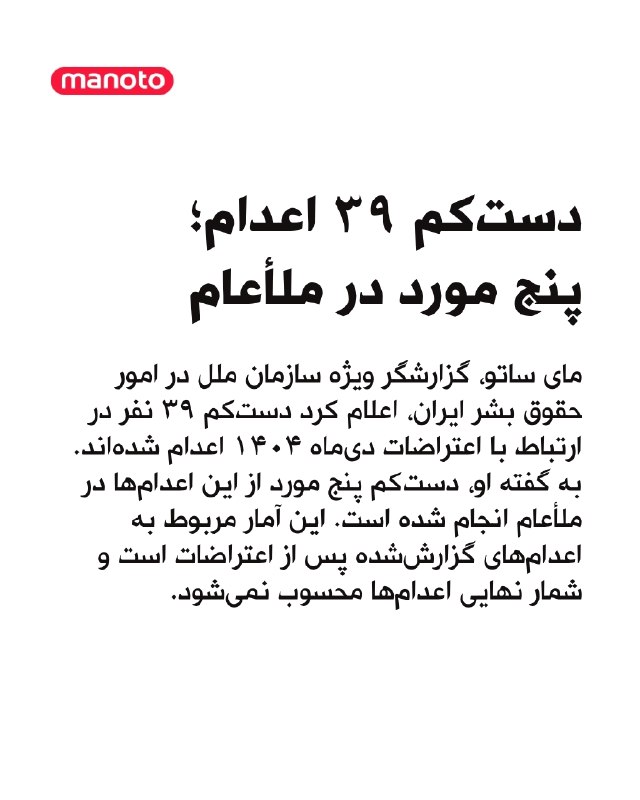 manoto
دست‌کم ۳۹ اعدام؛
پنج مورد در ملأعام
مای ساتو، گزارشگر ویژه سازمان ملل در امور
حقوق بشر ایران، اعلام کرد دست‌کم ۳۹ نفر در
ارتباط با اعتراضات دی‌ماه ۱۴۰۴ اعدام شده‌اند.
به گفته او، دست‌کم پنج مورد از این اعدام‌ها در
ملأعام انجام شده است. این آمار مربوط به
اعدام‌های گزارش‌شده پس از اعتراضات است و
شمار نهایی اعدام‌ها محسوب نمی‌شود.